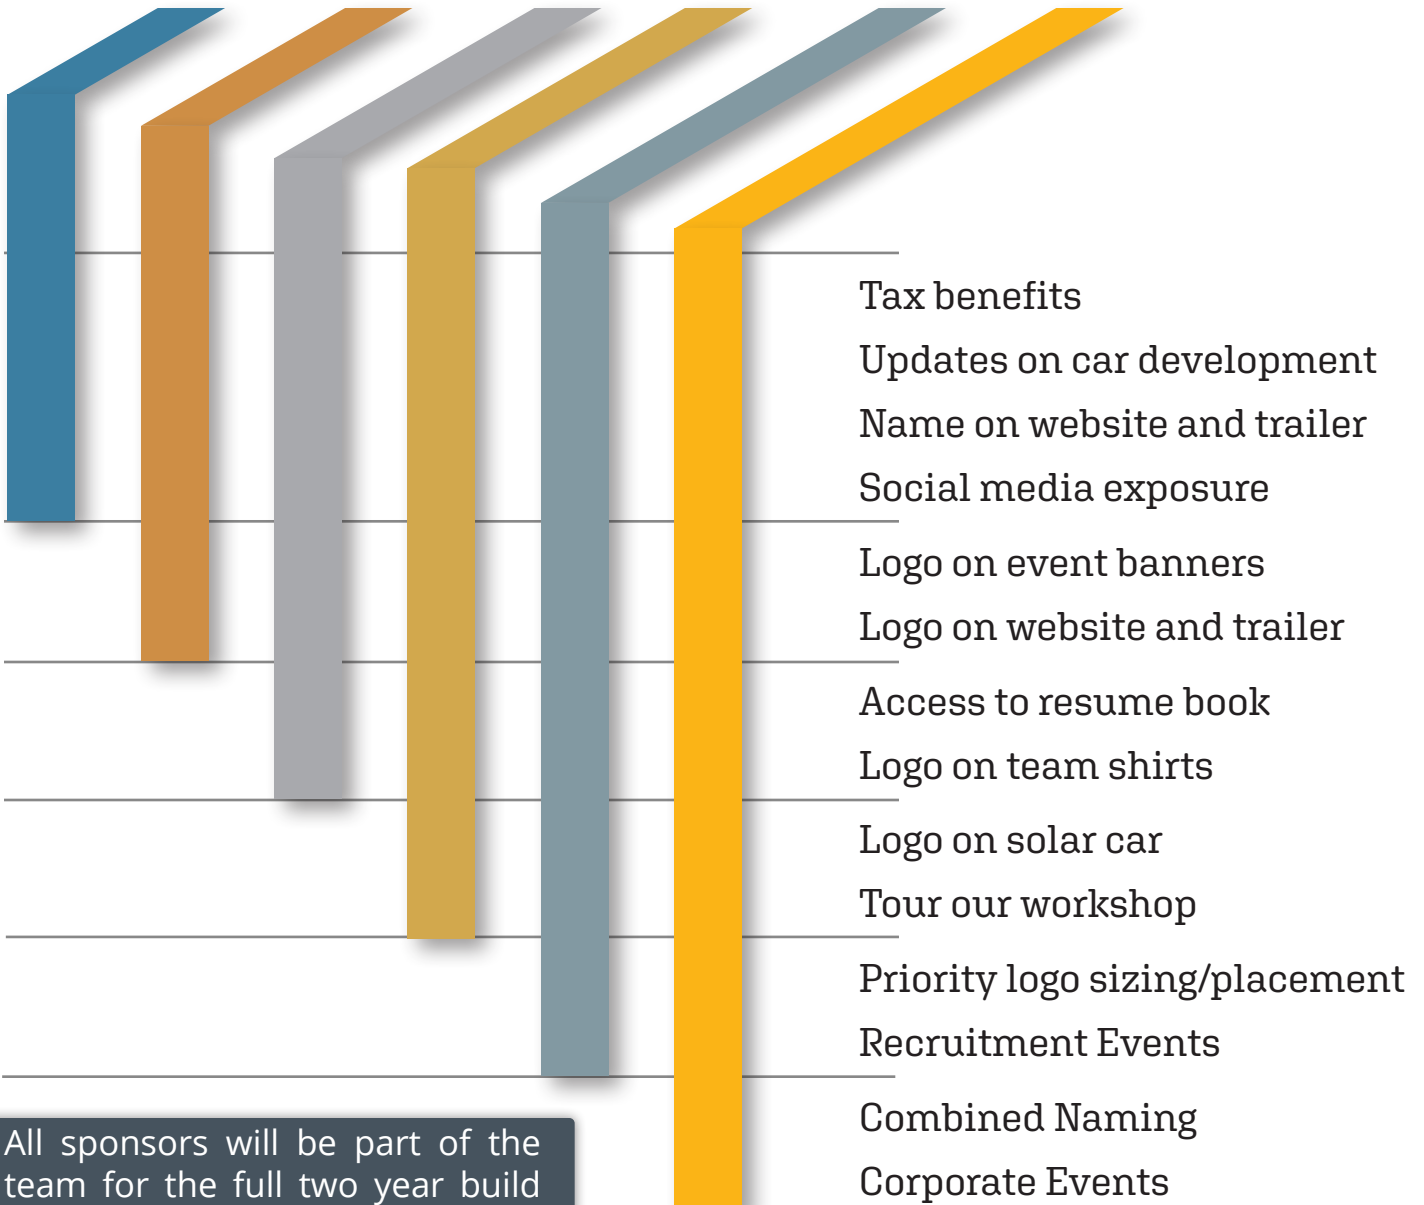 Tax benefits
Updates on car development
Name on website and trailer
Social media exposure
Logo on event banners
Logo on website and trailer
Access to resume book
Logo on team shirts
Logo on solar car
Tour our workshop
Priority logo sizing/placement
Recruitment Events
Combined Naming
Corporate Events
All sponsors will be part of the
team for the full two year build